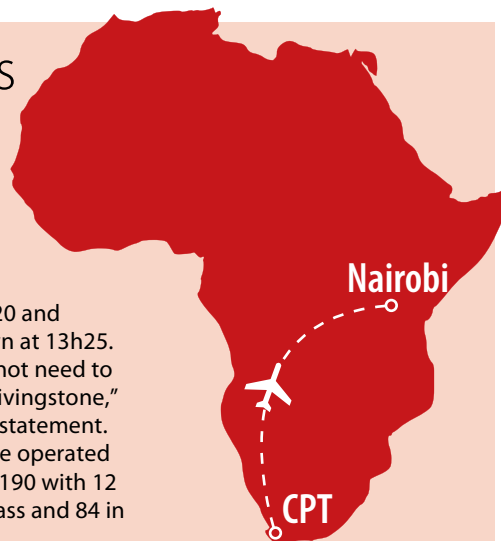 S
Nairobi
20 and
n at 13h25.
not need to
ivingstone,"
statement.
e operated
190 with 12
ass and 84 in
CPT